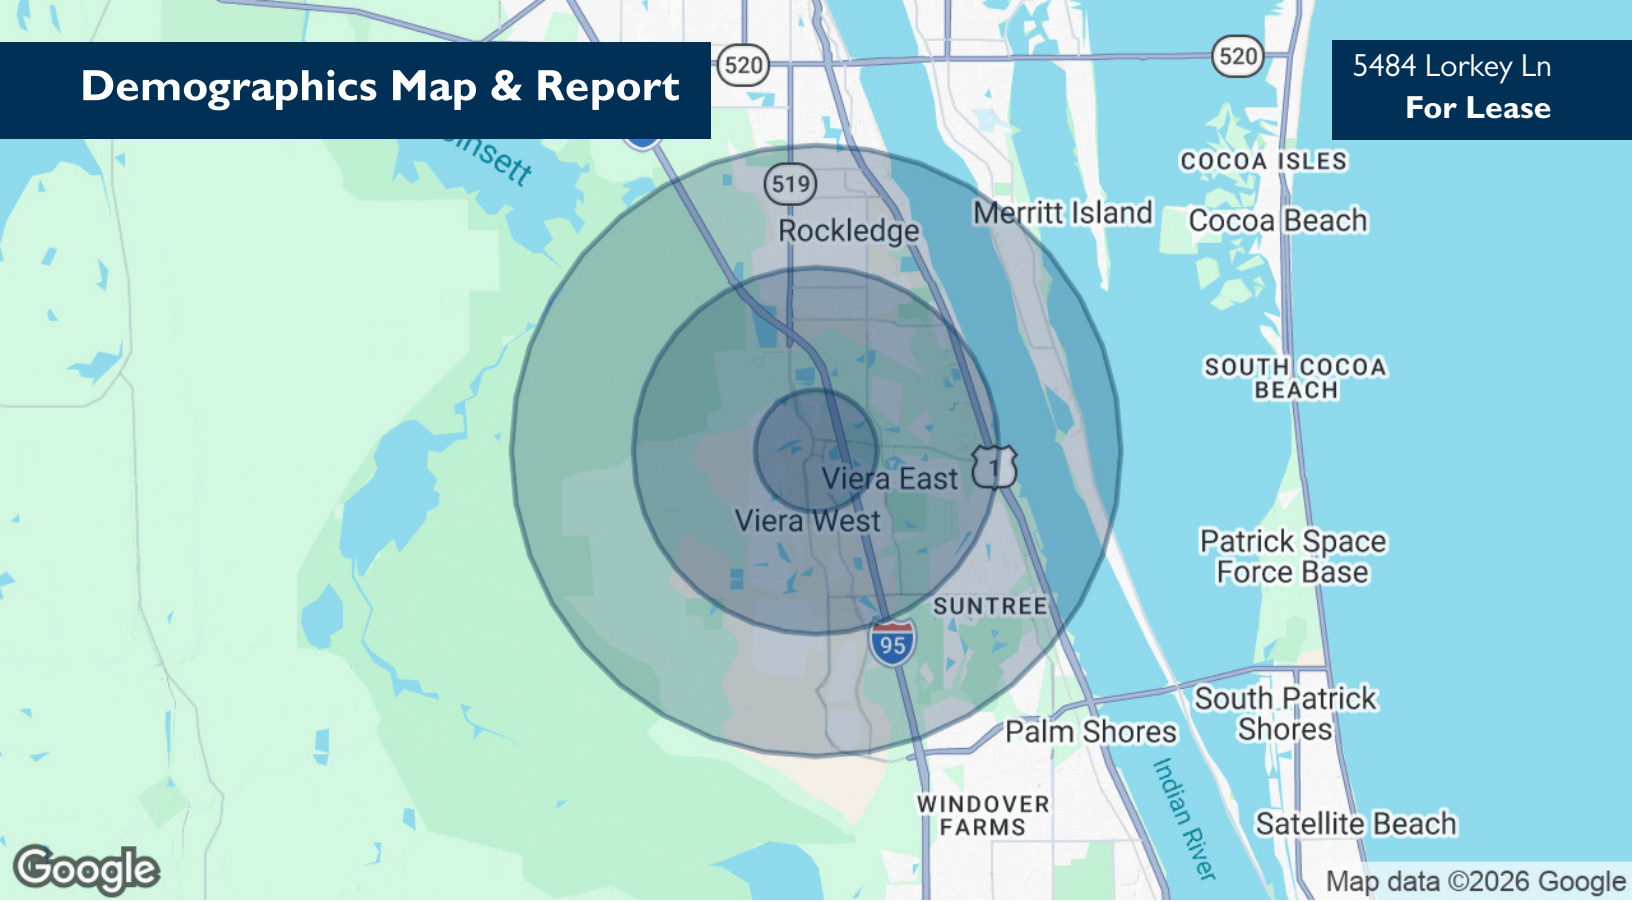 Demographics Map & Report
5484 Lorkey Ln
For Lease
520
520
519
Rockledge
Merritt Island
COCOA ISLES
Cocoa Beach
SOUTH COCOA
BEACH
1
Viera East
Viera West
Patrick Space
Force Base
SUNTREE
95
South Patrick
Shores
Palm Shores
Indian River
WINDOVER
FARMS
Satellite Beach
Google
Map data ©2026 Google